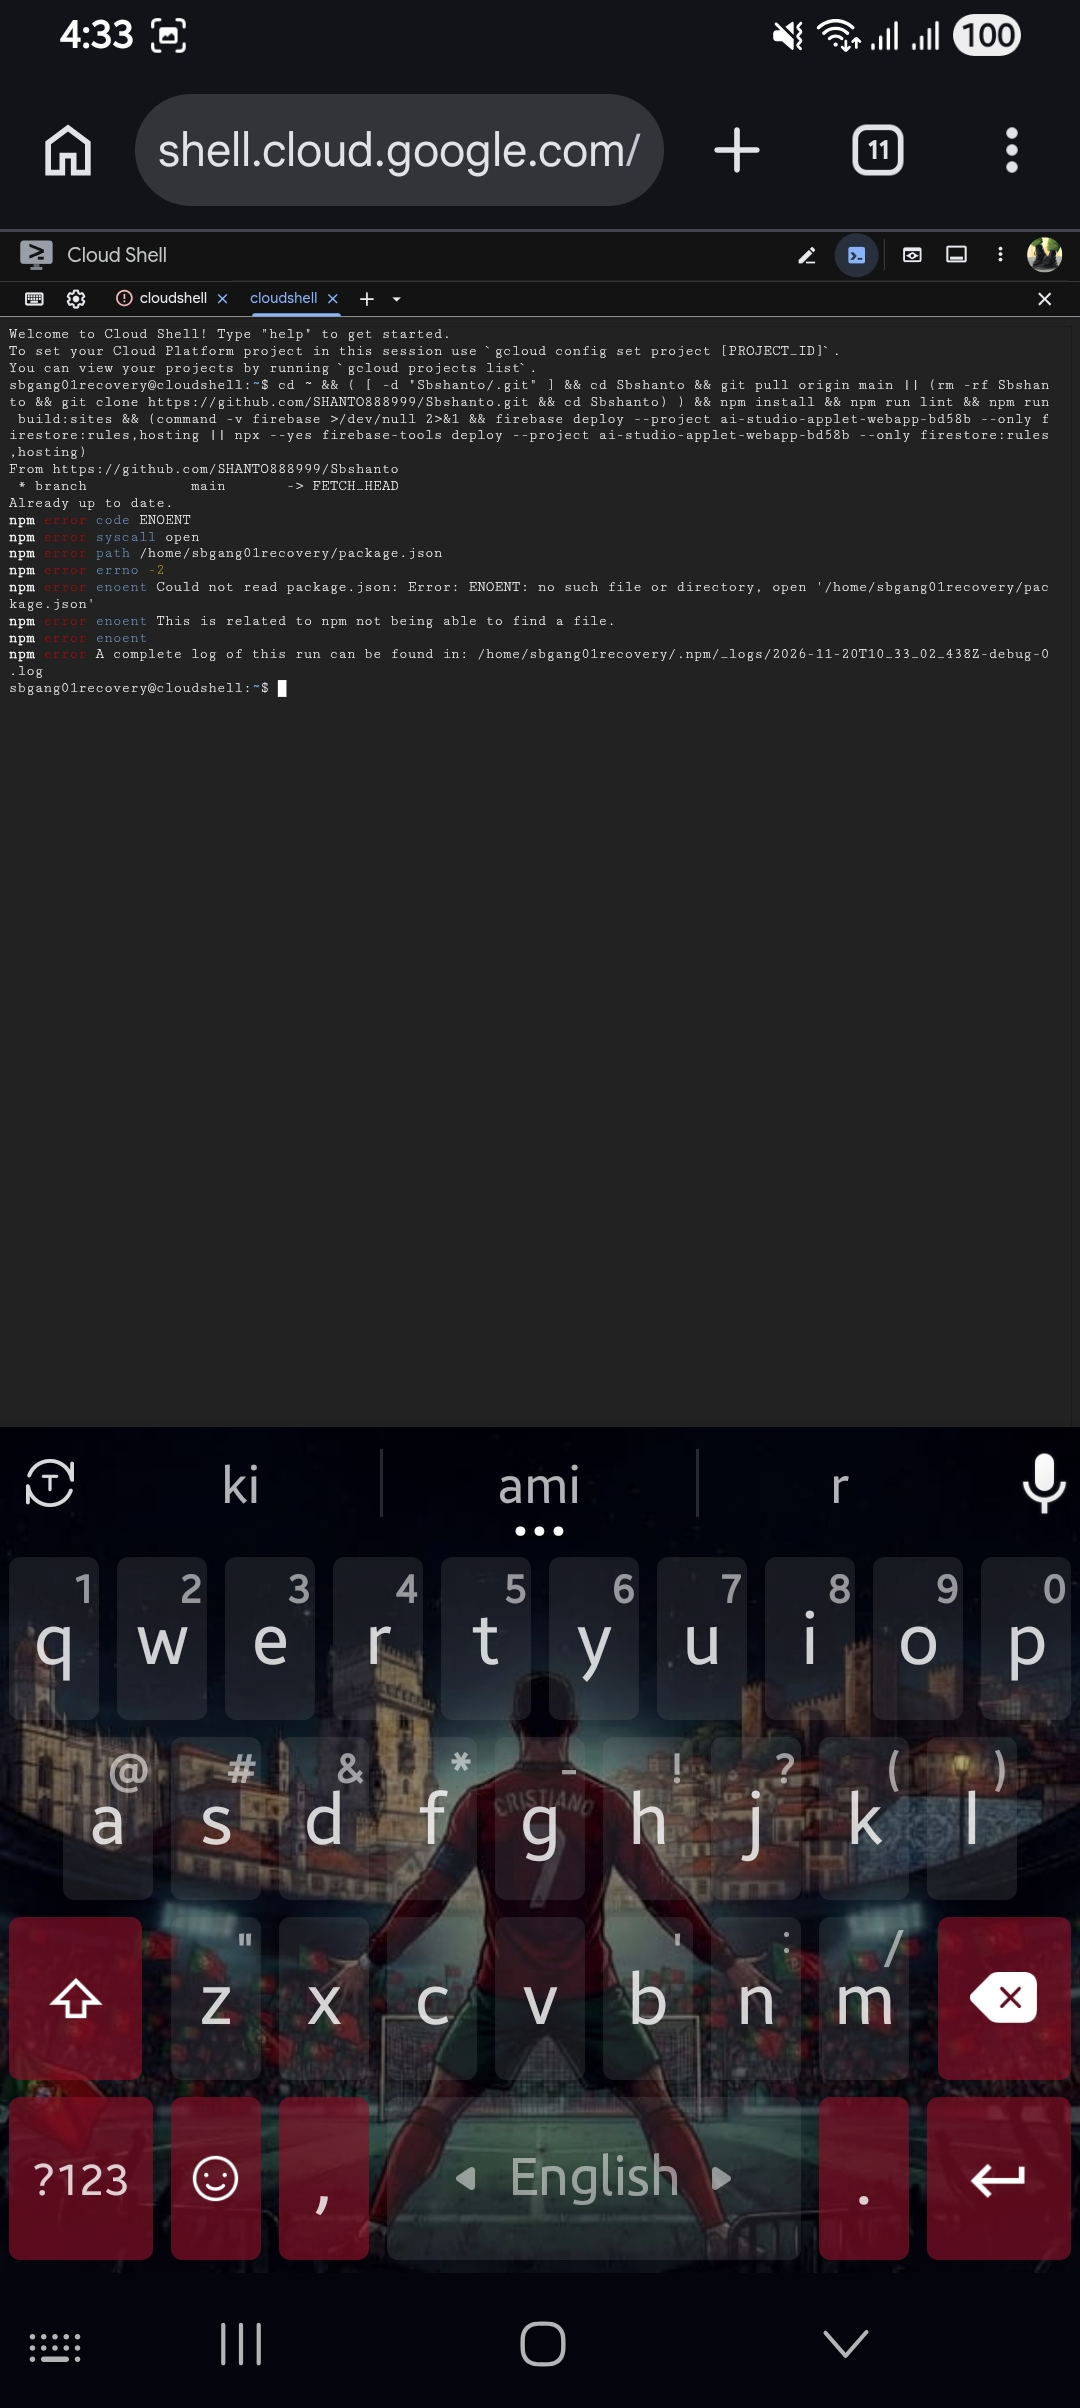 4:33
100
shell.cloud.google.com/
11
Cloud Shell
cloudshell
cloudshell
Welcome to Cloud Shell! Type "help" to get started.
To set your Cloud Platform project in this session use `gcloud config set project [PROJECT_ID]`.
You can view your projects by running `gcloud projects list`.
sbgang01recovery@cloudshell:~$ cd ~ && ( [ -d "Sbshanto/.git" ] && cd Sbshanto && git pull origin main || (rm -rf Sbshan
to && git clone https://github.com/SHANTO888999/Sbshanto.git && cd Sbshanto) ) && npm install && npm run lint && npm run
 build:sites && (command -v firebase >/dev/null 2>&1 && firebase deploy --project ai-studio-applet-webapp-bd58b --only f
irestore:rules,hosting || npx --yes firebase-tools deploy --project ai-studio-applet-webapp-bd58b --only firestore:rules
,hosting)
From https://github.com/SHANTO888999/Sbshanto
 * branch            main       -> FETCH_HEAD
Already up to date.
npm error code ENOENT
npm error syscall open
npm error path /home/sbgang01recovery/package.json
npm error errno -2
npm error enoent Could not read package.json: Error: ENOENT: no such file or directory, open '/home/sbgang01recovery/pac
kage.json'
npm error enoent This is related to npm not being able to find a file.
npm error enoent
npm error A complete log of this run can be found in: /home/sbgang01recovery/.npm/_logs/2026-11-20T10_33_02_438Z-debug-0
.log
sbgang01recovery@cloudshell:~$
T ki ami r
1 2 3 4 5 6 7 8 9 0
q w e r t y u i o p
@ # & * - ! ? ( )
a s d f g h j k l
CRISTIANO
7
" ' : /
z x c v b n m
?123 , English .